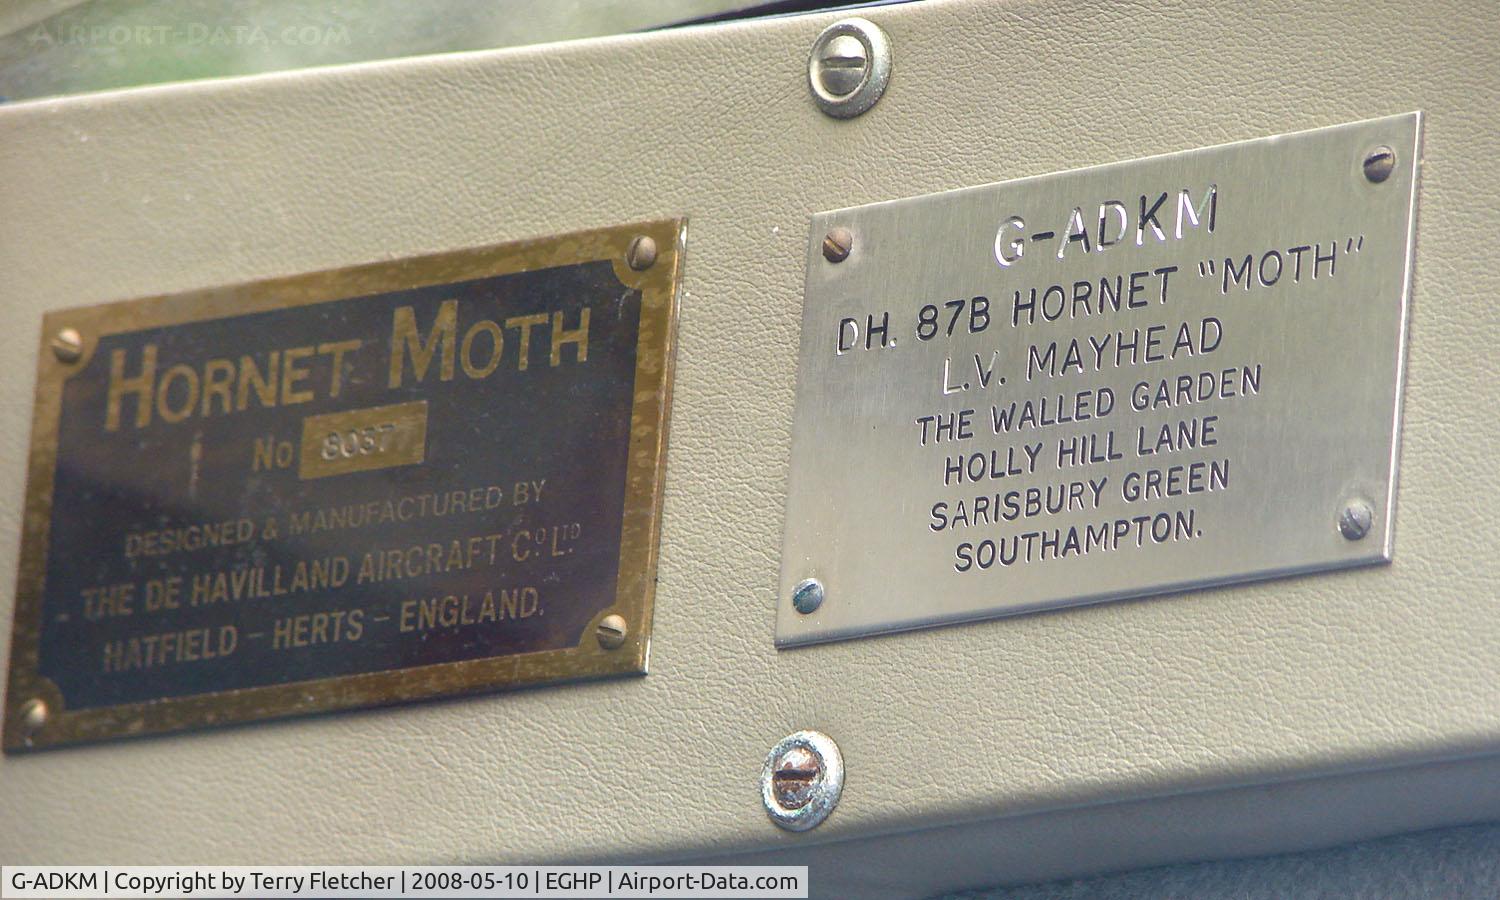 AIRPORT-DATA.COM
HORNET MOTH
No 8037
DESIGNED & MANUFACTURED BY
THE DE HAVILLAND AIRCRAFT Cº. Lᵀᴰ.
HATFIELD - HERTS - ENGLAND.
G-ADKM
DH. 87B HORNET "MOTH"
L.V. MAYHEAD
THE WALLED GARDEN
HOLLY HILL LANE
SARISBURY GREEN
SOUTHAMPTON.
G-ADKM | Copyright by Terry Fletcher | 2008-05-10 | EGHP | Airport-Data.com